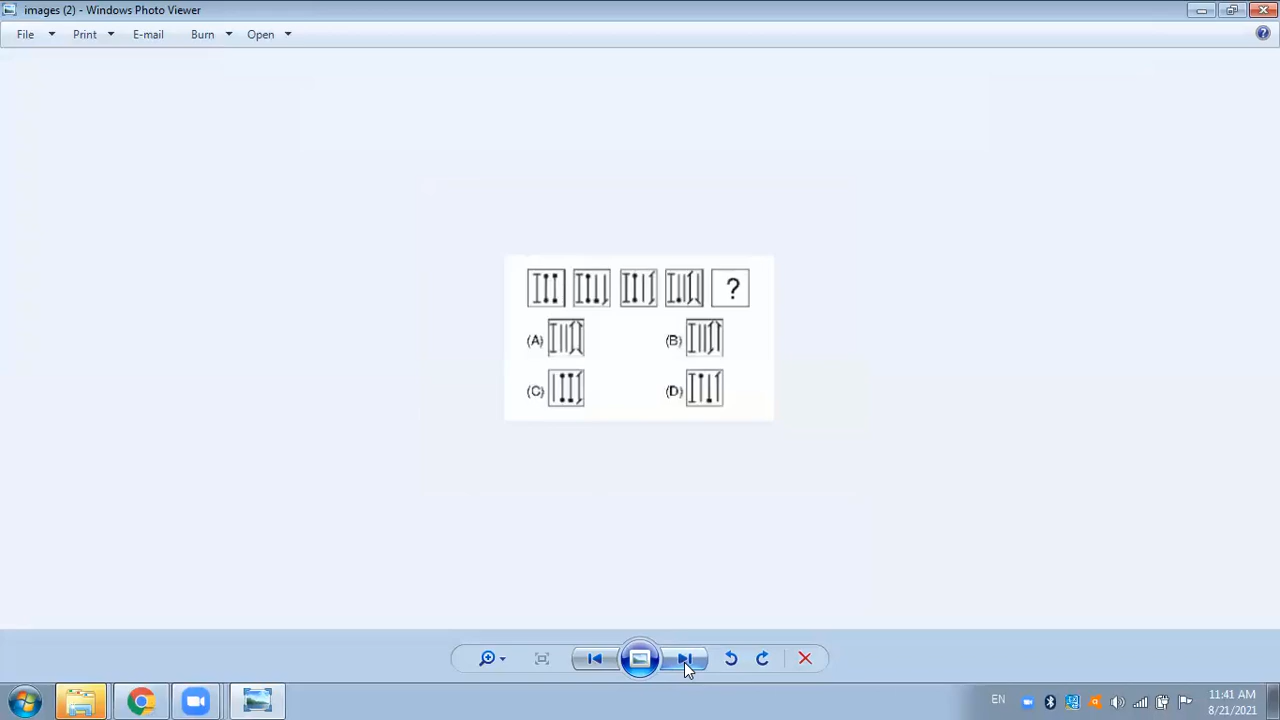 images (2) - Windows Photo Viewer
File Print E-mail Burn Open
?
(A) (B)
(C) (D)
EN
11:41 AM
8/21/2021